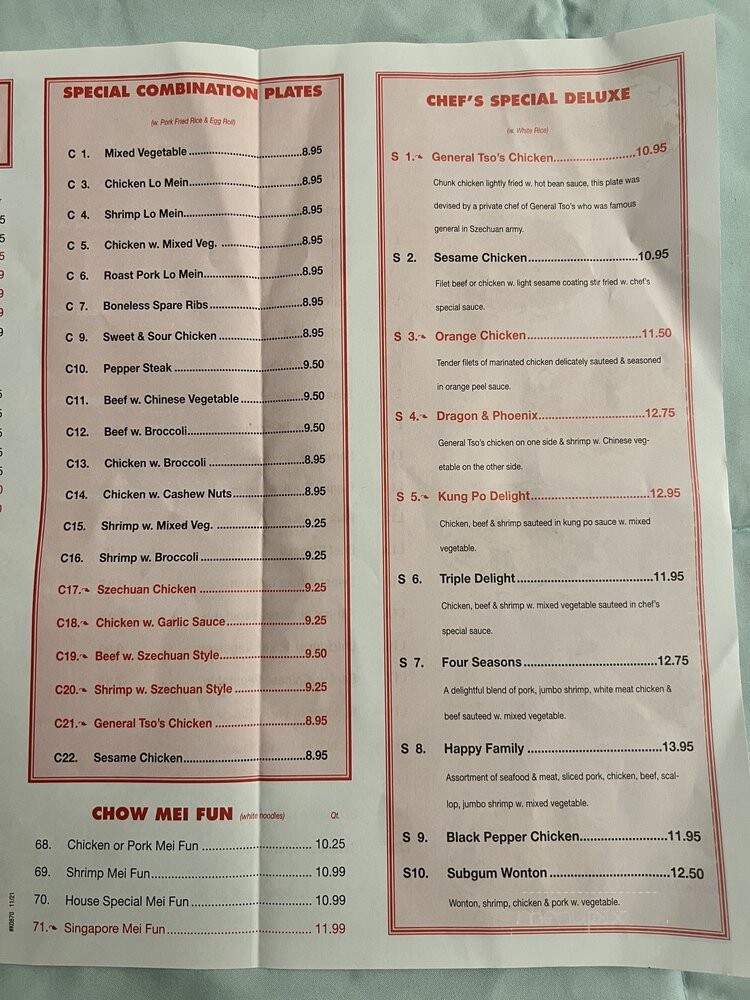 SPECIAL COMBINATION PLATES
(w. Pork Fried Rice & Egg Roll)
C 1. Mixed Vegetable 8.95
C 3. Chicken Lo Mein 8.95
C 4. Shrimp Lo Mein 8.95
C 5. Chicken w. Mixed Veg. 8.95
C 6. Roast Pork Lo Mein 8.95
C 7. Boneless Spare Ribs 8.95
C 9. Sweet & Sour Chicken 8.95
C10. Pepper Steak 9.50
C11. Beef w. Chinese Vegetable 9.50
C12. Beef w. Broccoli 9.50
C13. Chicken w. Broccoli 8.95
C14. Chicken w. Cashew Nuts 8.95
C15. Shrimp w. Mixed Veg. 9.25
C16. Shrimp w. Broccoli 9.25
C17. Szechuan Chicken 9.25
C18. Chicken w. Garlic Sauce 9.25
C19. Beef w. Szechuan Style 9.50
C20. Shrimp w. Szechuan Style 9.25
C21. General Tso's Chicken 8.95
C22. Sesame Chicken 8.95
CHOW MEI FUN (white noodles) Qt.
68. Chicken or Pork Mei Fun 10.25
69. Shrimp Mei Fun 10.99
70. House Special Mei Fun 10.99
71. Singapore Mei Fun 11.99
CHEF'S SPECIAL DELUXE
(w. White Rice)
S 1. General Tso's Chicken 10.95
Chunk chicken lightly fried w. hot bean sauce, this plate was
devised by a private chef of General Tso's who was famous
general in Szechuan army.
S 2. Sesame Chicken 10.95
Filet beef or chicken w. light sesame coating stir fried w. chef's
special sauce.
S 3. Orange Chicken 11.50
Tender filets of marinated chicken delicately sauteed & seasoned
in orange peel sauce.
S 4. Dragon & Phoenix 12.75
General Tso's chicken on one side & shrimp w. Chinese veg-
etable on the other side.
S 5. Kung Po Delight 12.95
Chicken, beef & shrimp sauteed in kung po sauce w. mixed
vegetable.
S 6. Triple Delight 11.95
Chicken, beef & shrimp w. mixed vegetable sauteed in chef's
special sauce.
S 7. Four Seasons 12.75
A delightful blend of pork, jumbo shrimp, white meat chicken &
beef sauteed w. mixed vegetable.
S 8. Happy Family 13.95
Assortment of seafood & meat, sliced pork, chicken, beef, scal-
lop, jumbo shrimp w. mixed vegetable.
S 9. Black Pepper Chicken 11.95
S10. Subgum Wonton 12.50
Wonton, shrimp, chicken & pork w. vegetable.